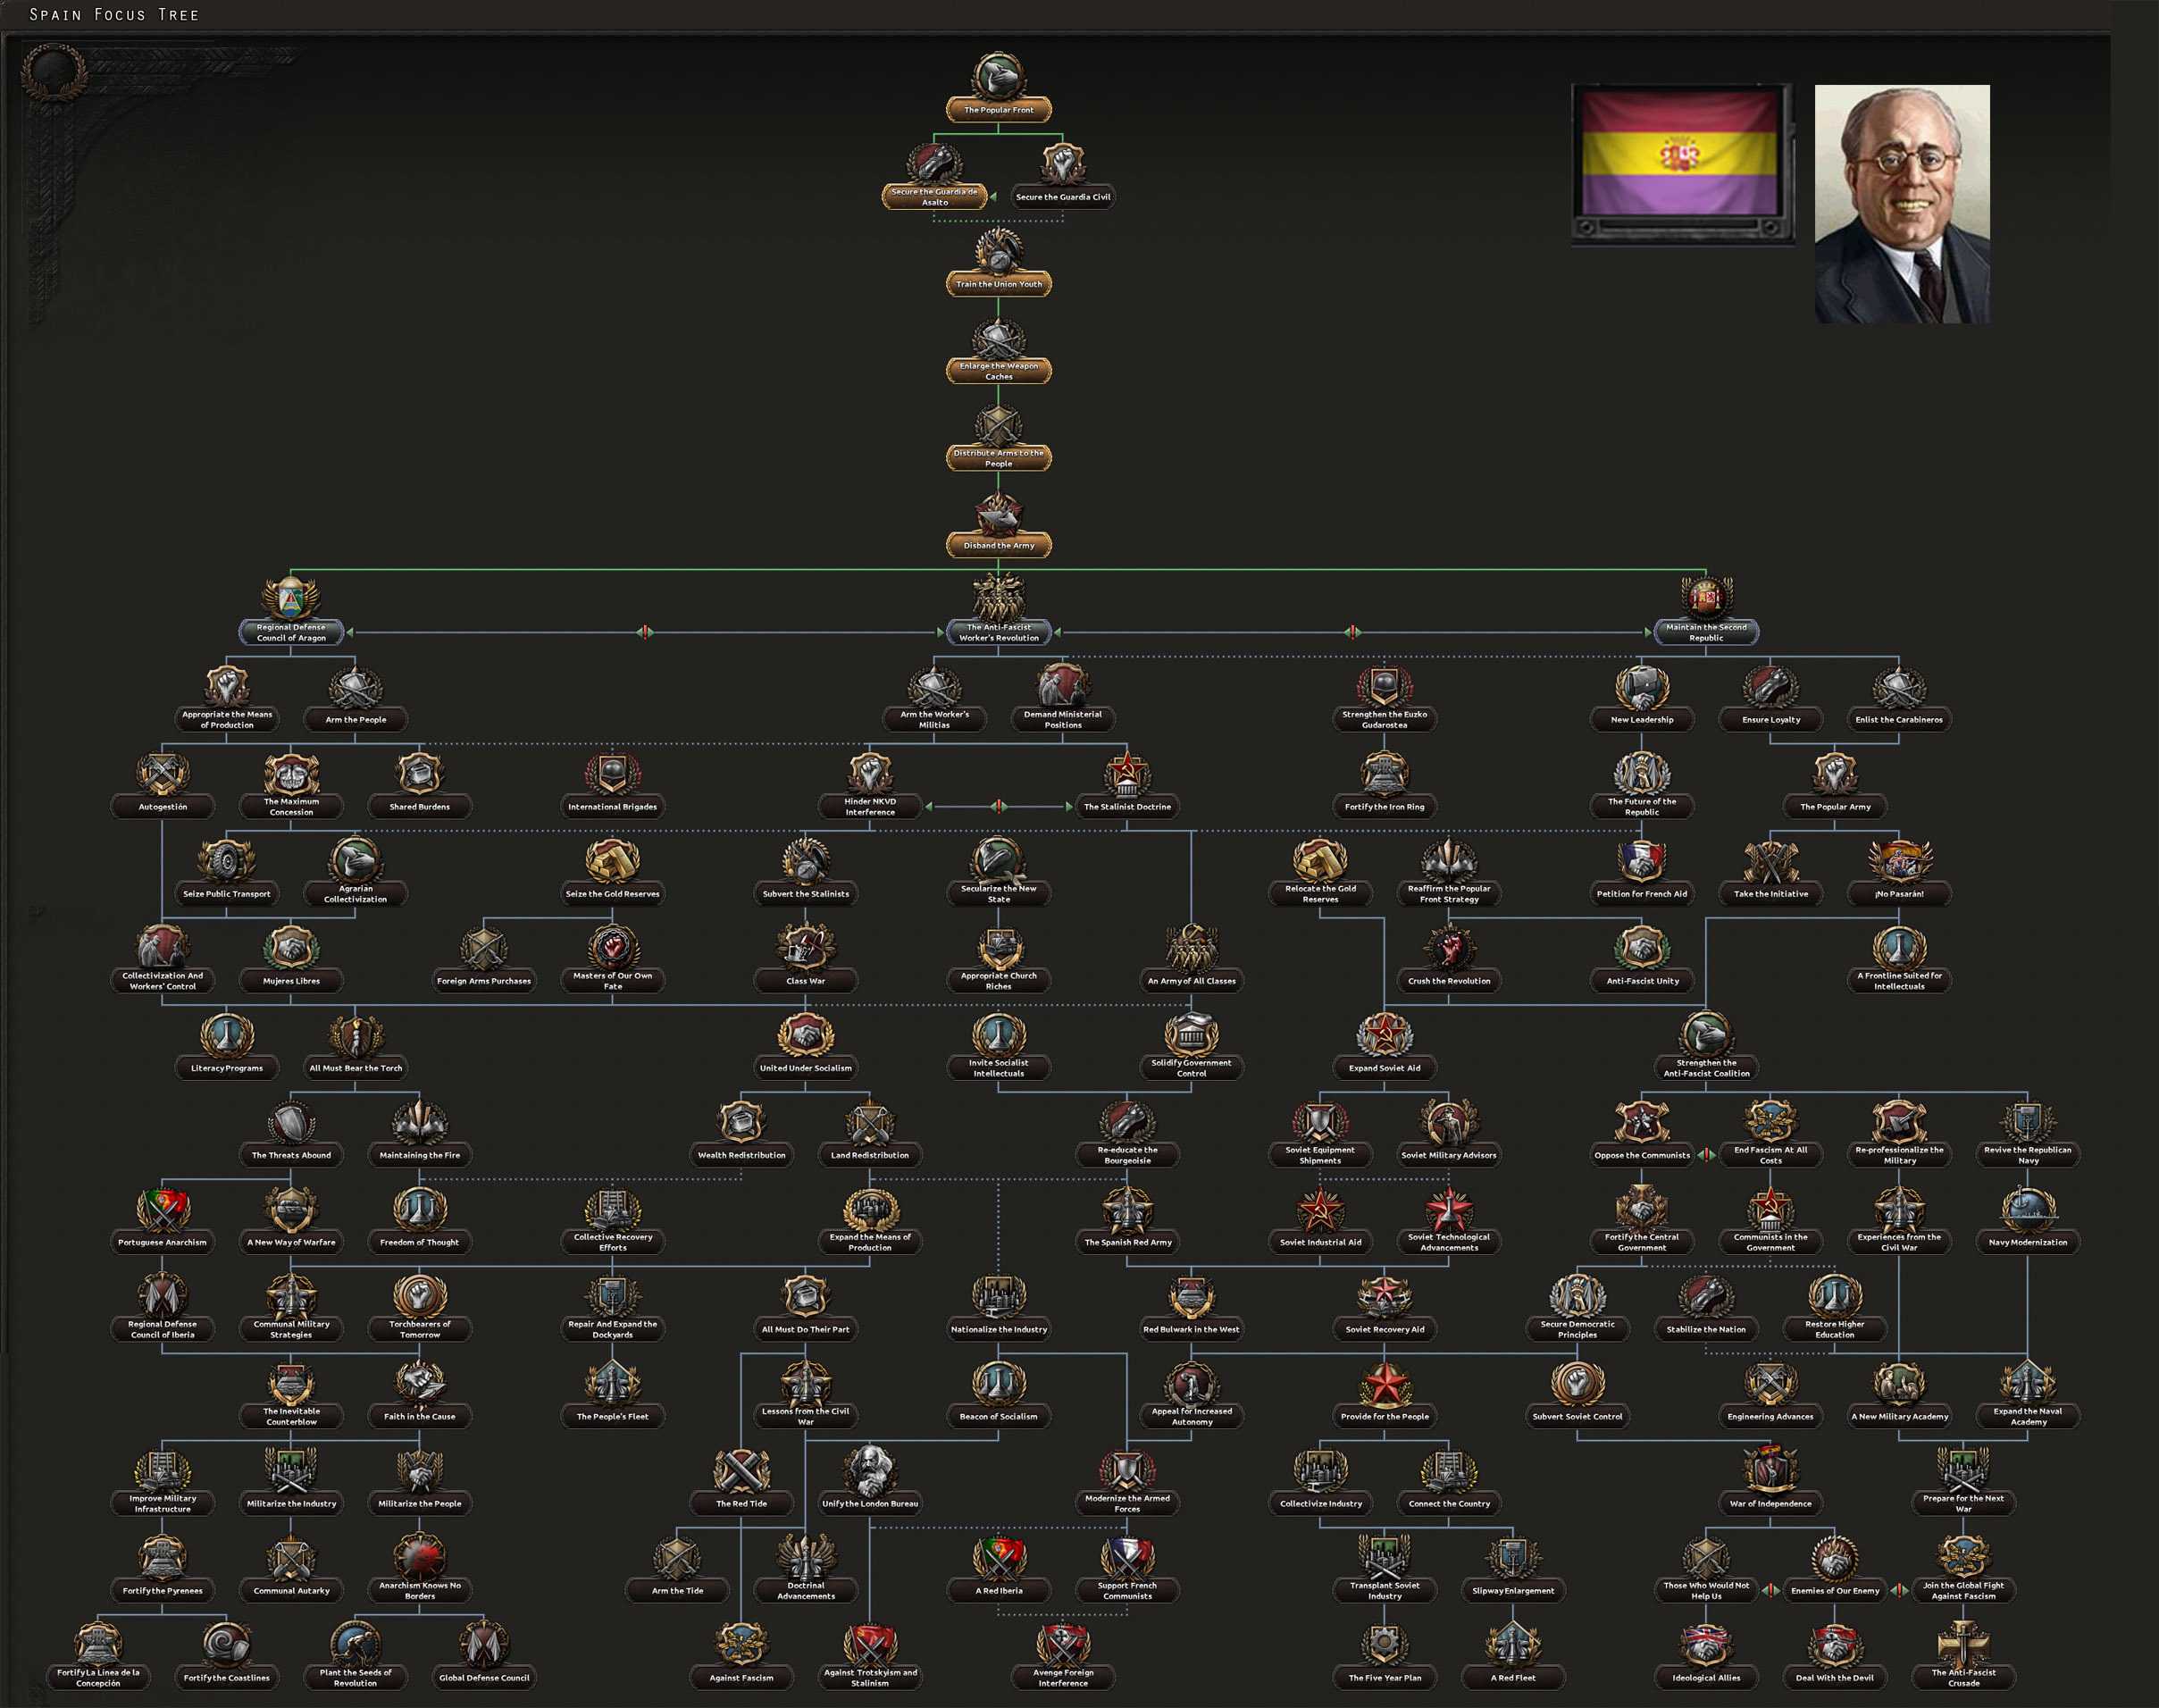 Spain Focus Tree
The Popular Front
Secure the Guardia de
Asalto
Secure the Guardia Civil
Train the Union Youth
Enlarge the Weapon
Caches
Distribute Arms to the
People
Disband the Army
Regional Defense
Council of Aragon
The Anti-Fascist
Worker's Revolution
Maintain the Second
Republic
Appropriate the Means
of Production
Arm the People
Arm the Worker's
Militias
Demand Ministerial
Positions
Strengthen the Euzko
Gudarostea
New Leadership
Ensure Loyalty
Enlist the Carabineros
Autogestión
The Maximum
Concession
Shared Burdens
International Brigades
Hinder NKVD
Interference
The Stalinist Doctrine
Fortify the Iron Ring
The Future of the
Republic
The Popular Army
Seize Public Transport
Agrarian
Collectivization
Seize the Gold Reserves
Subvert the Stalinists
Secularize the New
State
Relocate the Gold
Reserves
Reaffirm the Popular
Front Strategy
Petition for French Aid
Take the Initiative
¡No Pasarán!
Collectivization And
Workers' Control
Mujeres Libres
Foreign Arms Purchases
Masters of Our Own
Fate
Class War
Appropriate Church
Riches
An Army of All Classes
Crush the Revolution
Anti-Fascist Unity
A Frontline Suited for
Intellectuals
Literacy Programs
All Must Bear the Torch
United Under Socialism
Invite Socialist
Intellectuals
Solidify Government
Control
Expand Soviet Aid
Strengthen the
Anti-Fascist Coalition
The Threats Abound
Maintaining the Fire
Wealth Redistribution
Land Redistribution
Re-educate the
Bourgeoisie
Soviet Equipment
Shipments
Soviet Military Advisors
Oppose the Communists
End Fascism At All
Costs
Re-professionalize the
Military
Revive the Republican
Navy
Portuguese Anarchism
A New Way of Warfare
Freedom of Thought
Collective Recovery
Efforts
Expand the Means of
Production
The Spanish Red Army
Soviet Industrial Aid
Soviet Technological
Advancements
Fortify the Central
Government
Communists in the
Government
Experiences from the
Civil War
Navy Modernization
Regional Defense
Council of Iberia
Communal Military
Strategies
Torchbearers of
Tomorrow
Repair And Expand the
Dockyards
All Must Do Their Part
Nationalize the Industry
Red Bulwark in the West
Soviet Recovery Aid
Secure Democratic
Principles
Stabilize the Nation
Restore Higher
Education
The Inevitable
Counterblow
Faith in the Cause
The People's Fleet
Lessons from the Civil
War
Beacon of Socialism
Appeal for Increased
Autonomy
Provide for the People
Subvert Soviet Control
Engineering Advances
A New Military Academy
Expand the Naval
Academy
Improve Military
Infrastructure
Militarize the Industry
Militarize the People
The Red Tide
Unify the London Bureau
Modernize the Armed
Forces
Collectivize Industry
Connect the Country
War of Independence
Prepare for the Next
War
Fortify the Pyrenees
Communal Autarky
Anarchism Knows No
Borders
Arm the Tide
Doctrinal
Advancements
A Red Iberia
Support French
Communists
Transplant Soviet
Industry
Slipway Enlargement
Those Who Would Not
Help Us
Enemies of Our Enemy
Join the Global Fight
Against Fascism
Fortify La Línea de la
Concepción
Fortify the Coastlines
Plant the Seeds of
Revolution
Global Defense Council
Against Fascism
Against Trotskyism and
Stalinism
Avenge Foreign
Interference
The Five Year Plan
A Red Fleet
Ideological Allies
Deal With the Devil
The Anti-Fascist
Crusade